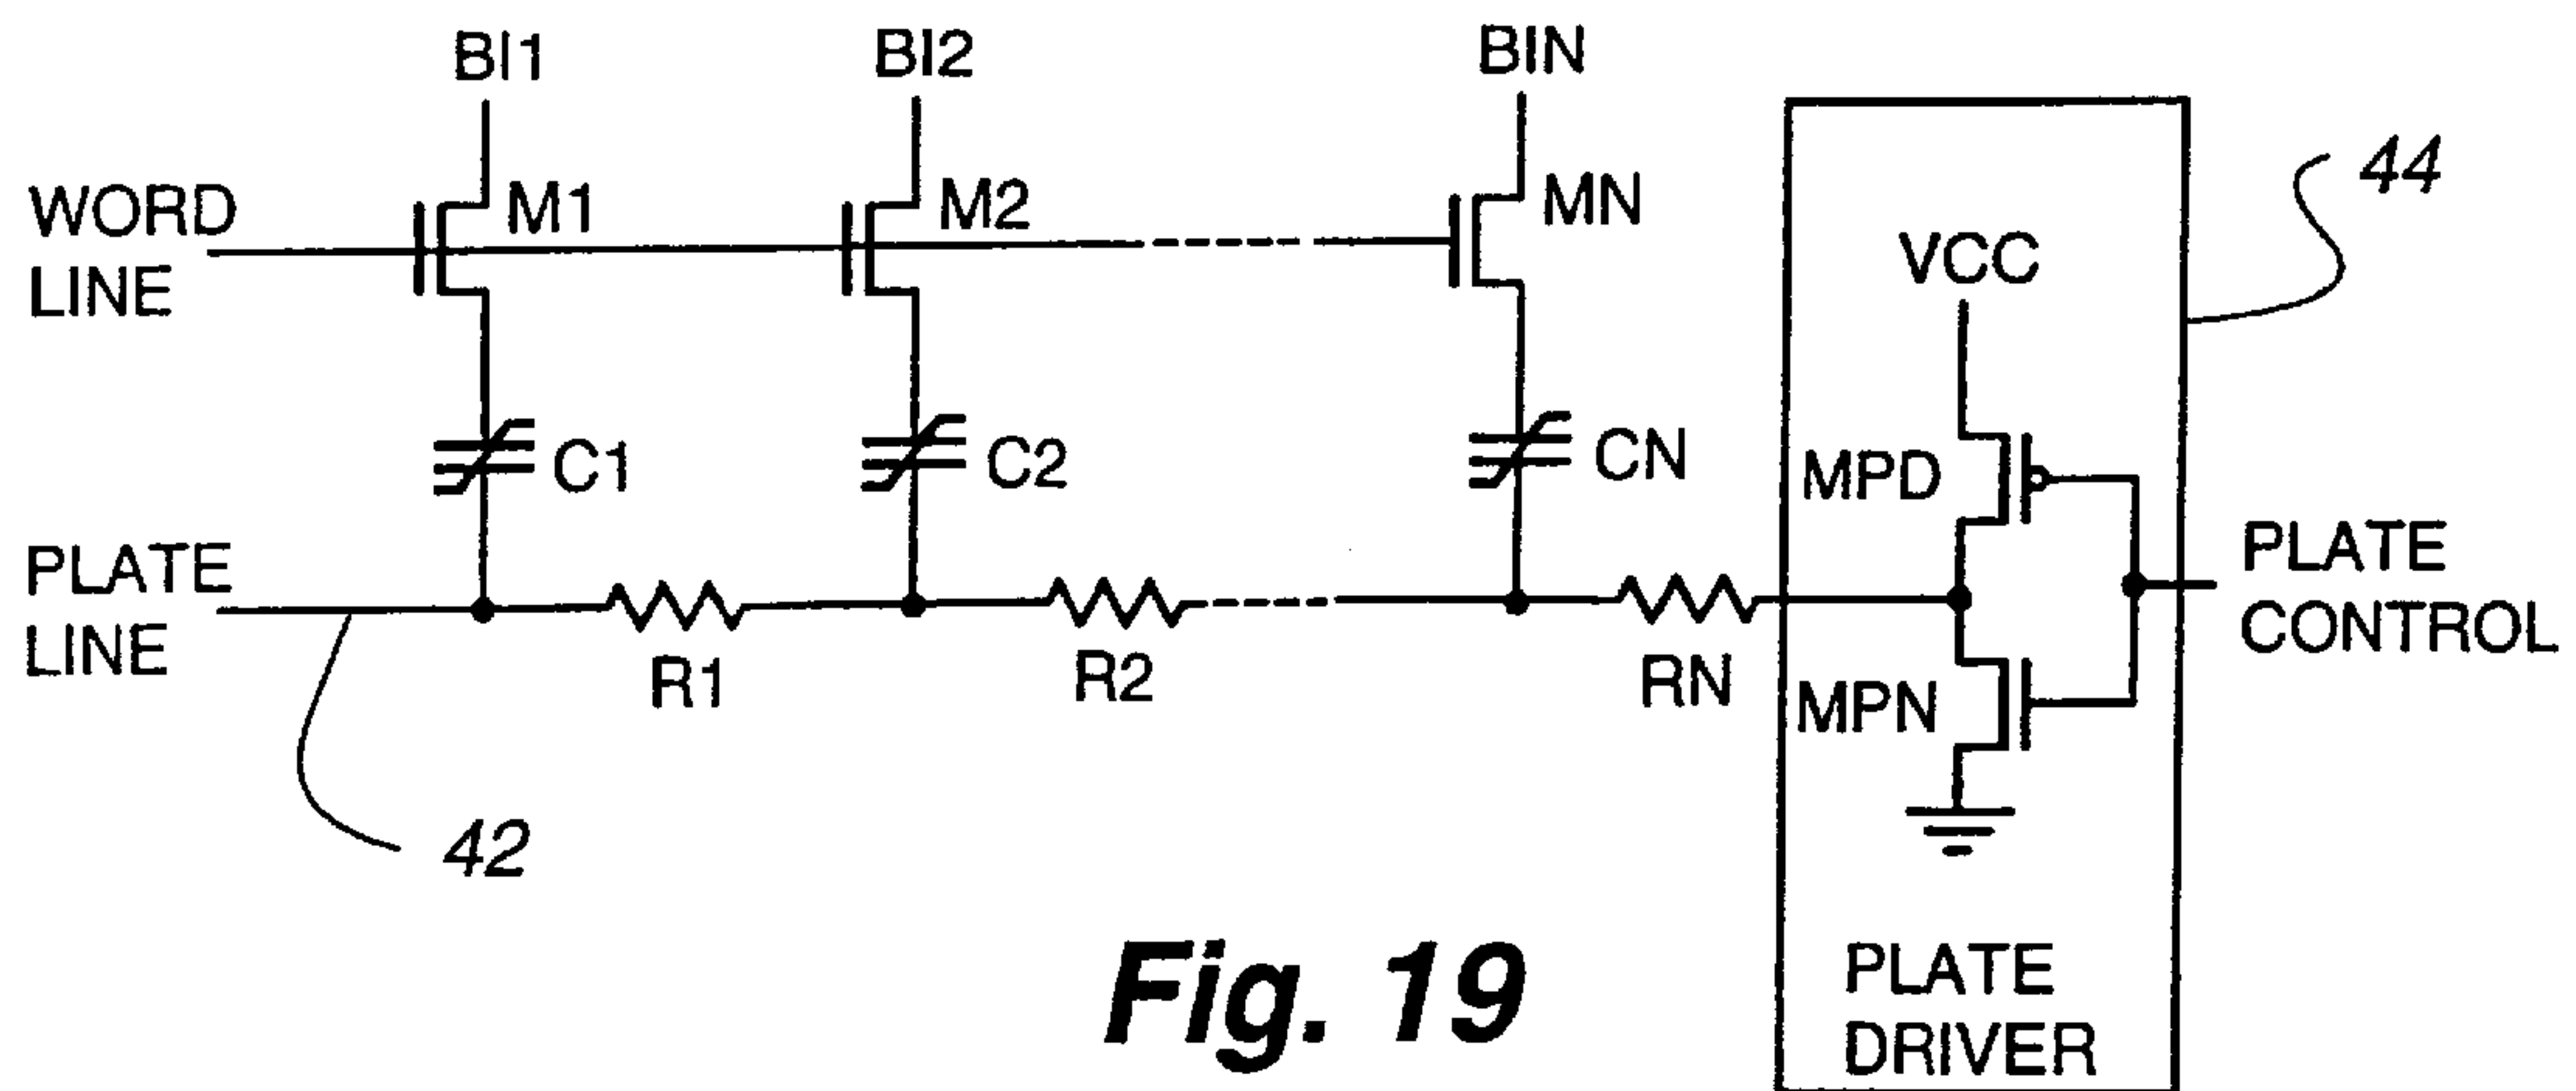 BI1
BI2
BIN
WORD
LINE
M1
M2
MN
44
VCC
C1
C2
CN
MPD
PLATE
LINE
R1
R2
RN
MPN
PLATE
CONTROL
42
Fig. 19
PLATE
DRIVER